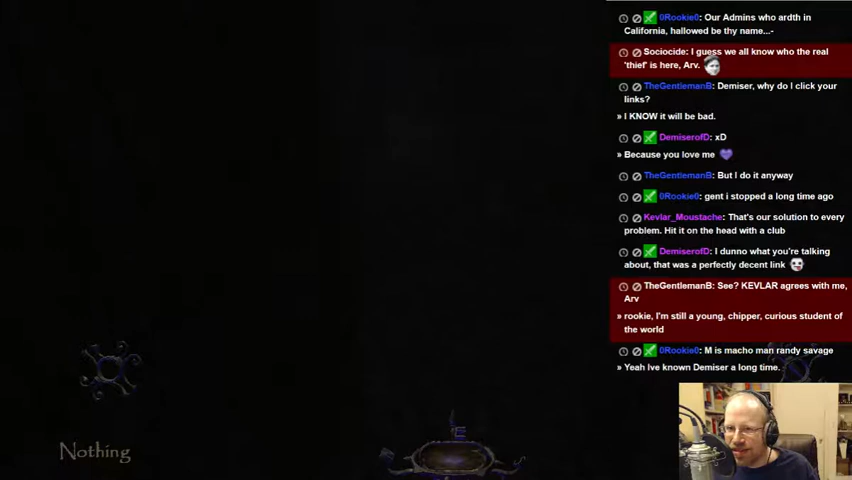 0Rookie0: Our Admins who ardth in
California, hallowed be thy name...-
Sociocide: I guess we all know who the real
'thief' is here, Arv.
TheGentlemanB: Demiser, why do I click your
links?
» I KNOW it will be bad.
DemiserofD: xD
» Because you love me
TheGentlemanB: But I do it anyway
0Rookie0: gent i stopped a long time ago
Kevlar_Moustache: That's our solution to every
problem. Hit it on the head with a club
DemiserofD: I dunno what you're talking
about, that was a perfectly decent link
TheGentlemanB: See? KEVLAR agrees with me,
Arv
» rookie, I'm still a young, chipper, curious student of
the world
0Rookie0: M is macho man randy savage
» Yeah Ive known Demiser a long time.
Nothing